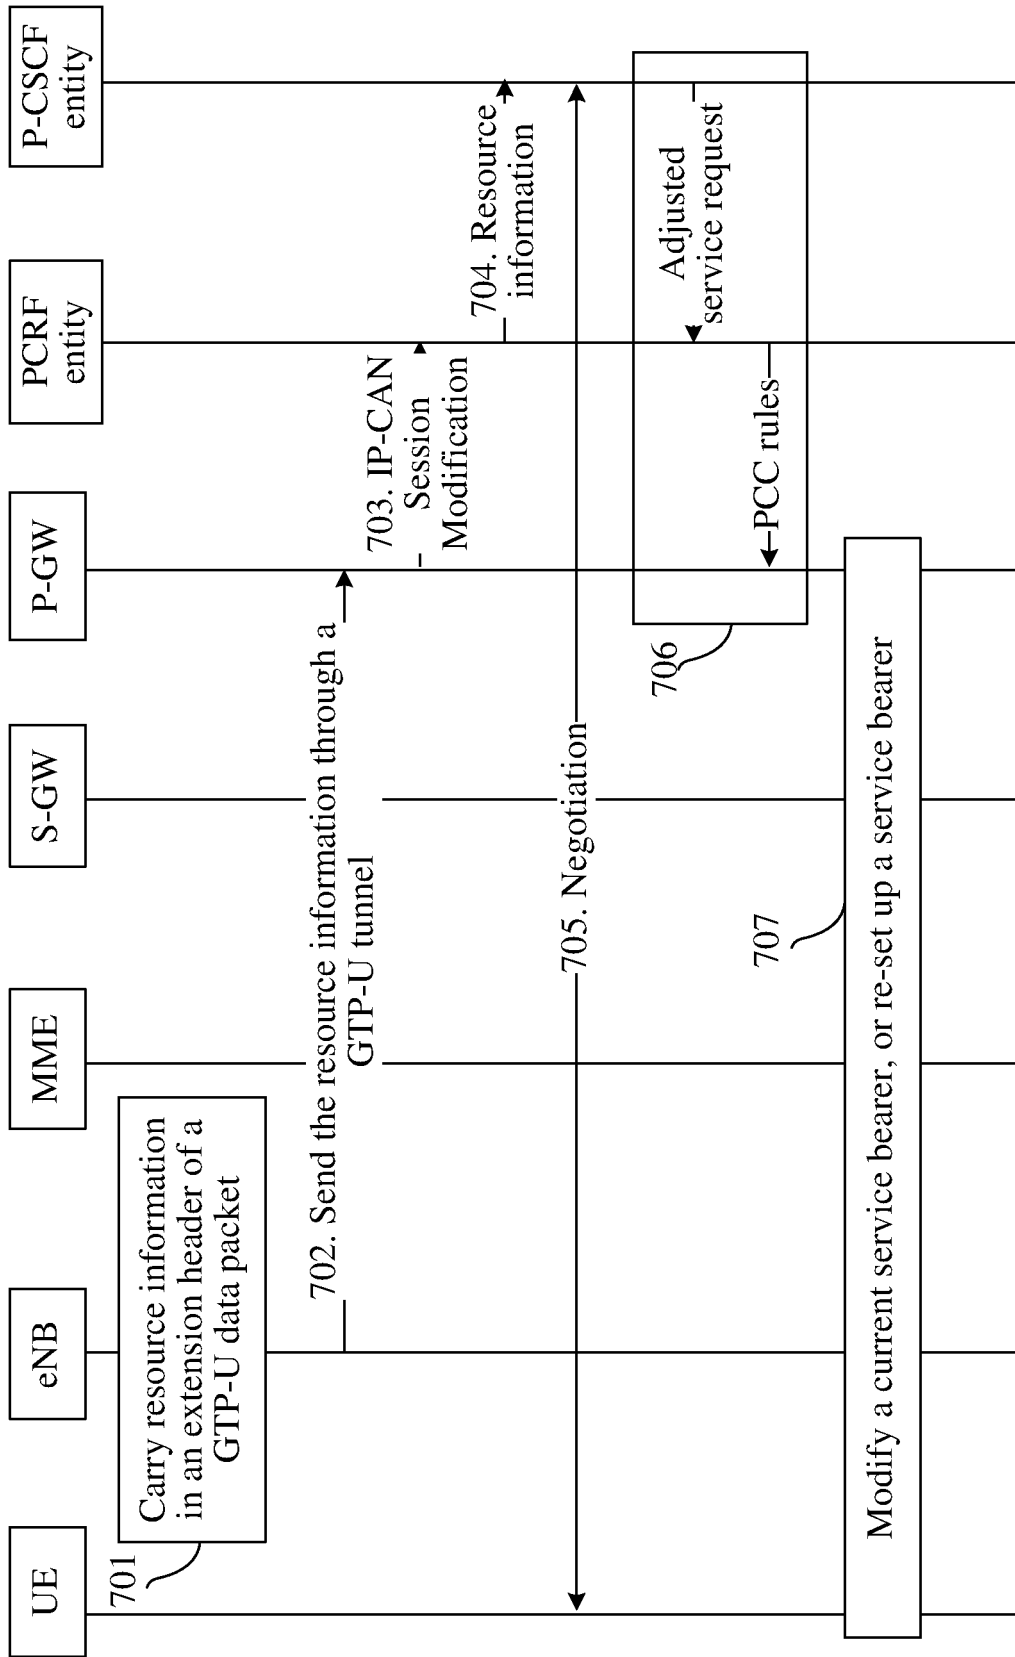 UE
eNB
MME
S-GW
P-GW
PCRF
entity
P-CSCF
entity
701
Carry resource information
in an extension header of a
GTP-U data packet
702. Send the resource information through a
GTP-U tunnel
703. IP-CAN
Session
Modification
704. Resource
information
705. Negotiation
706
Adjusted
service request
PCC rules
707
Modify a current service bearer, or re-set up a service bearer